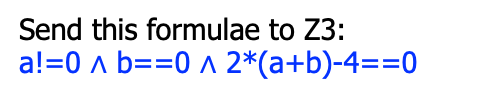 Send this formulae to Z3:
a!=0 ∧ b==0 ∧ 2*(a+b)-4==0